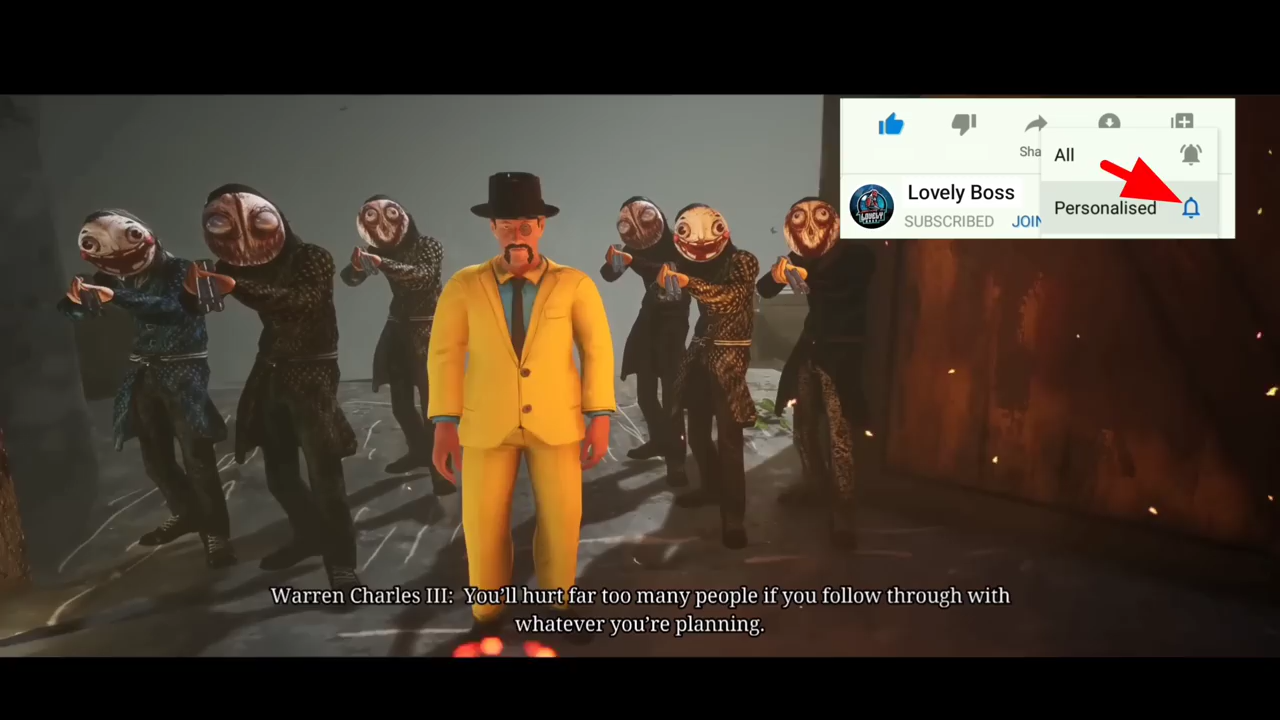 All
Sha
Lovely Boss
Personalised
SUBSCRIBED JOIN
LOVELY
Warren Charles III: You'll hurt far too many people if you follow through with
whatever you're planning.